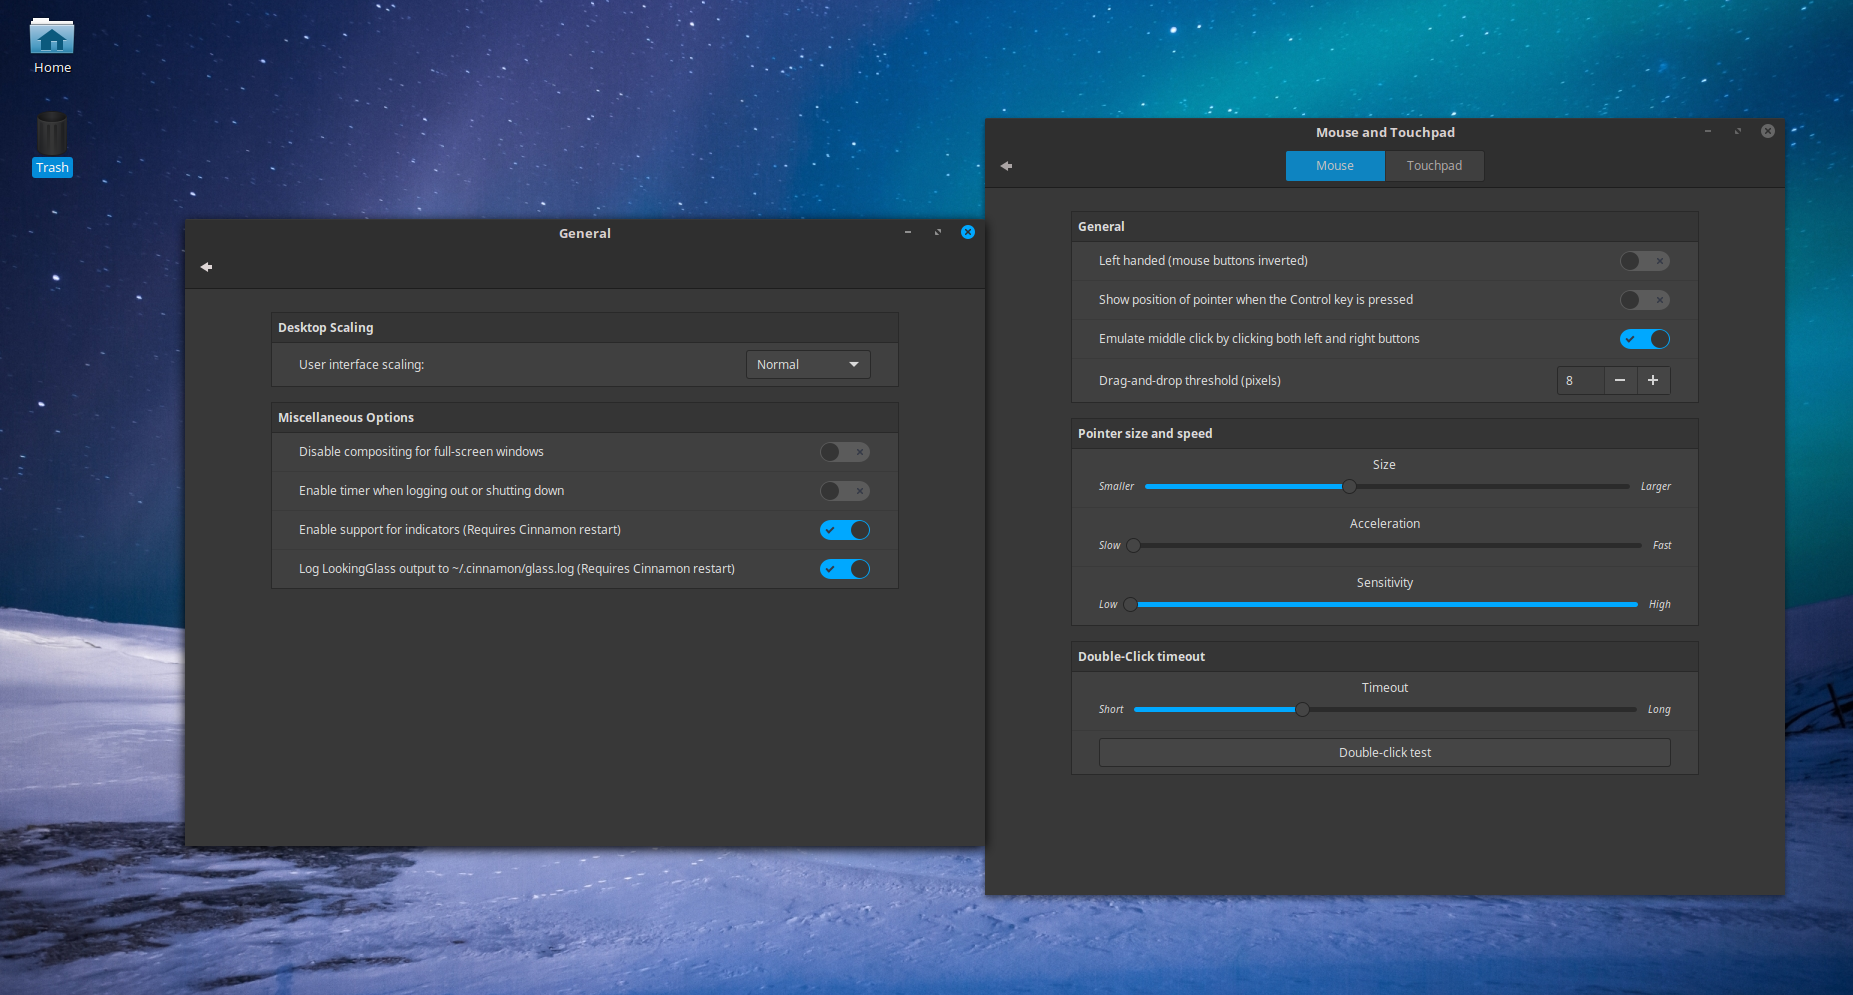 Home
Trash
General
Desktop Scaling
User interface scaling:
Normal
Miscellaneous Options
Disable compositing for full-screen windows
Enable timer when logging out or shutting down
Enable support for indicators (Requires Cinnamon restart)
Log LookingGlass output to ~/.cinnamon/glass.log (Requires Cinnamon restart)
Mouse and Touchpad
Mouse
Touchpad
General
Left handed (mouse buttons inverted)
Show position of pointer when the Control key is pressed
Emulate middle click by clicking both left and right buttons
Drag-and-drop threshold (pixels)
8
Pointer size and speed
Size
Smaller
Larger
Acceleration
Slow
Fast
Sensitivity
Low
High
Double-Click timeout
Timeout
Short
Long
Double-click test